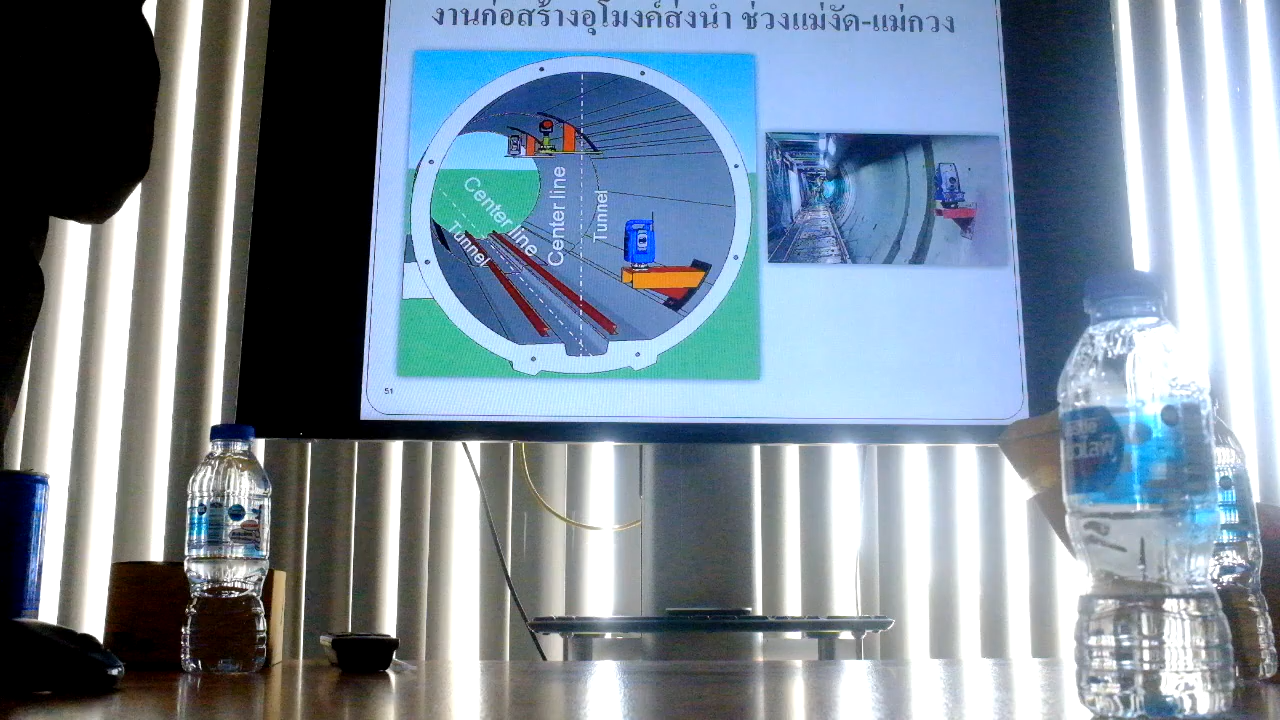 งานก่อสร้างอุโมงค์ส่งน้ำ ช่วงแม่งัด-แม่กวง
Center line
Tunnel
Center line
Tunnel
51